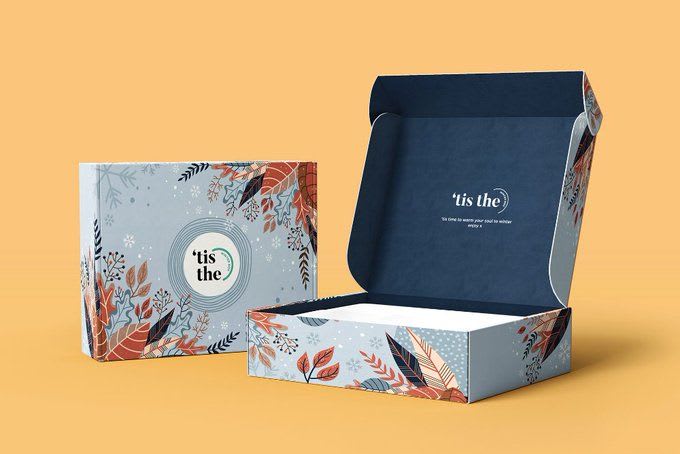 'tis
the
'tis the
'tis time to warm your soul to winter
enjoy x